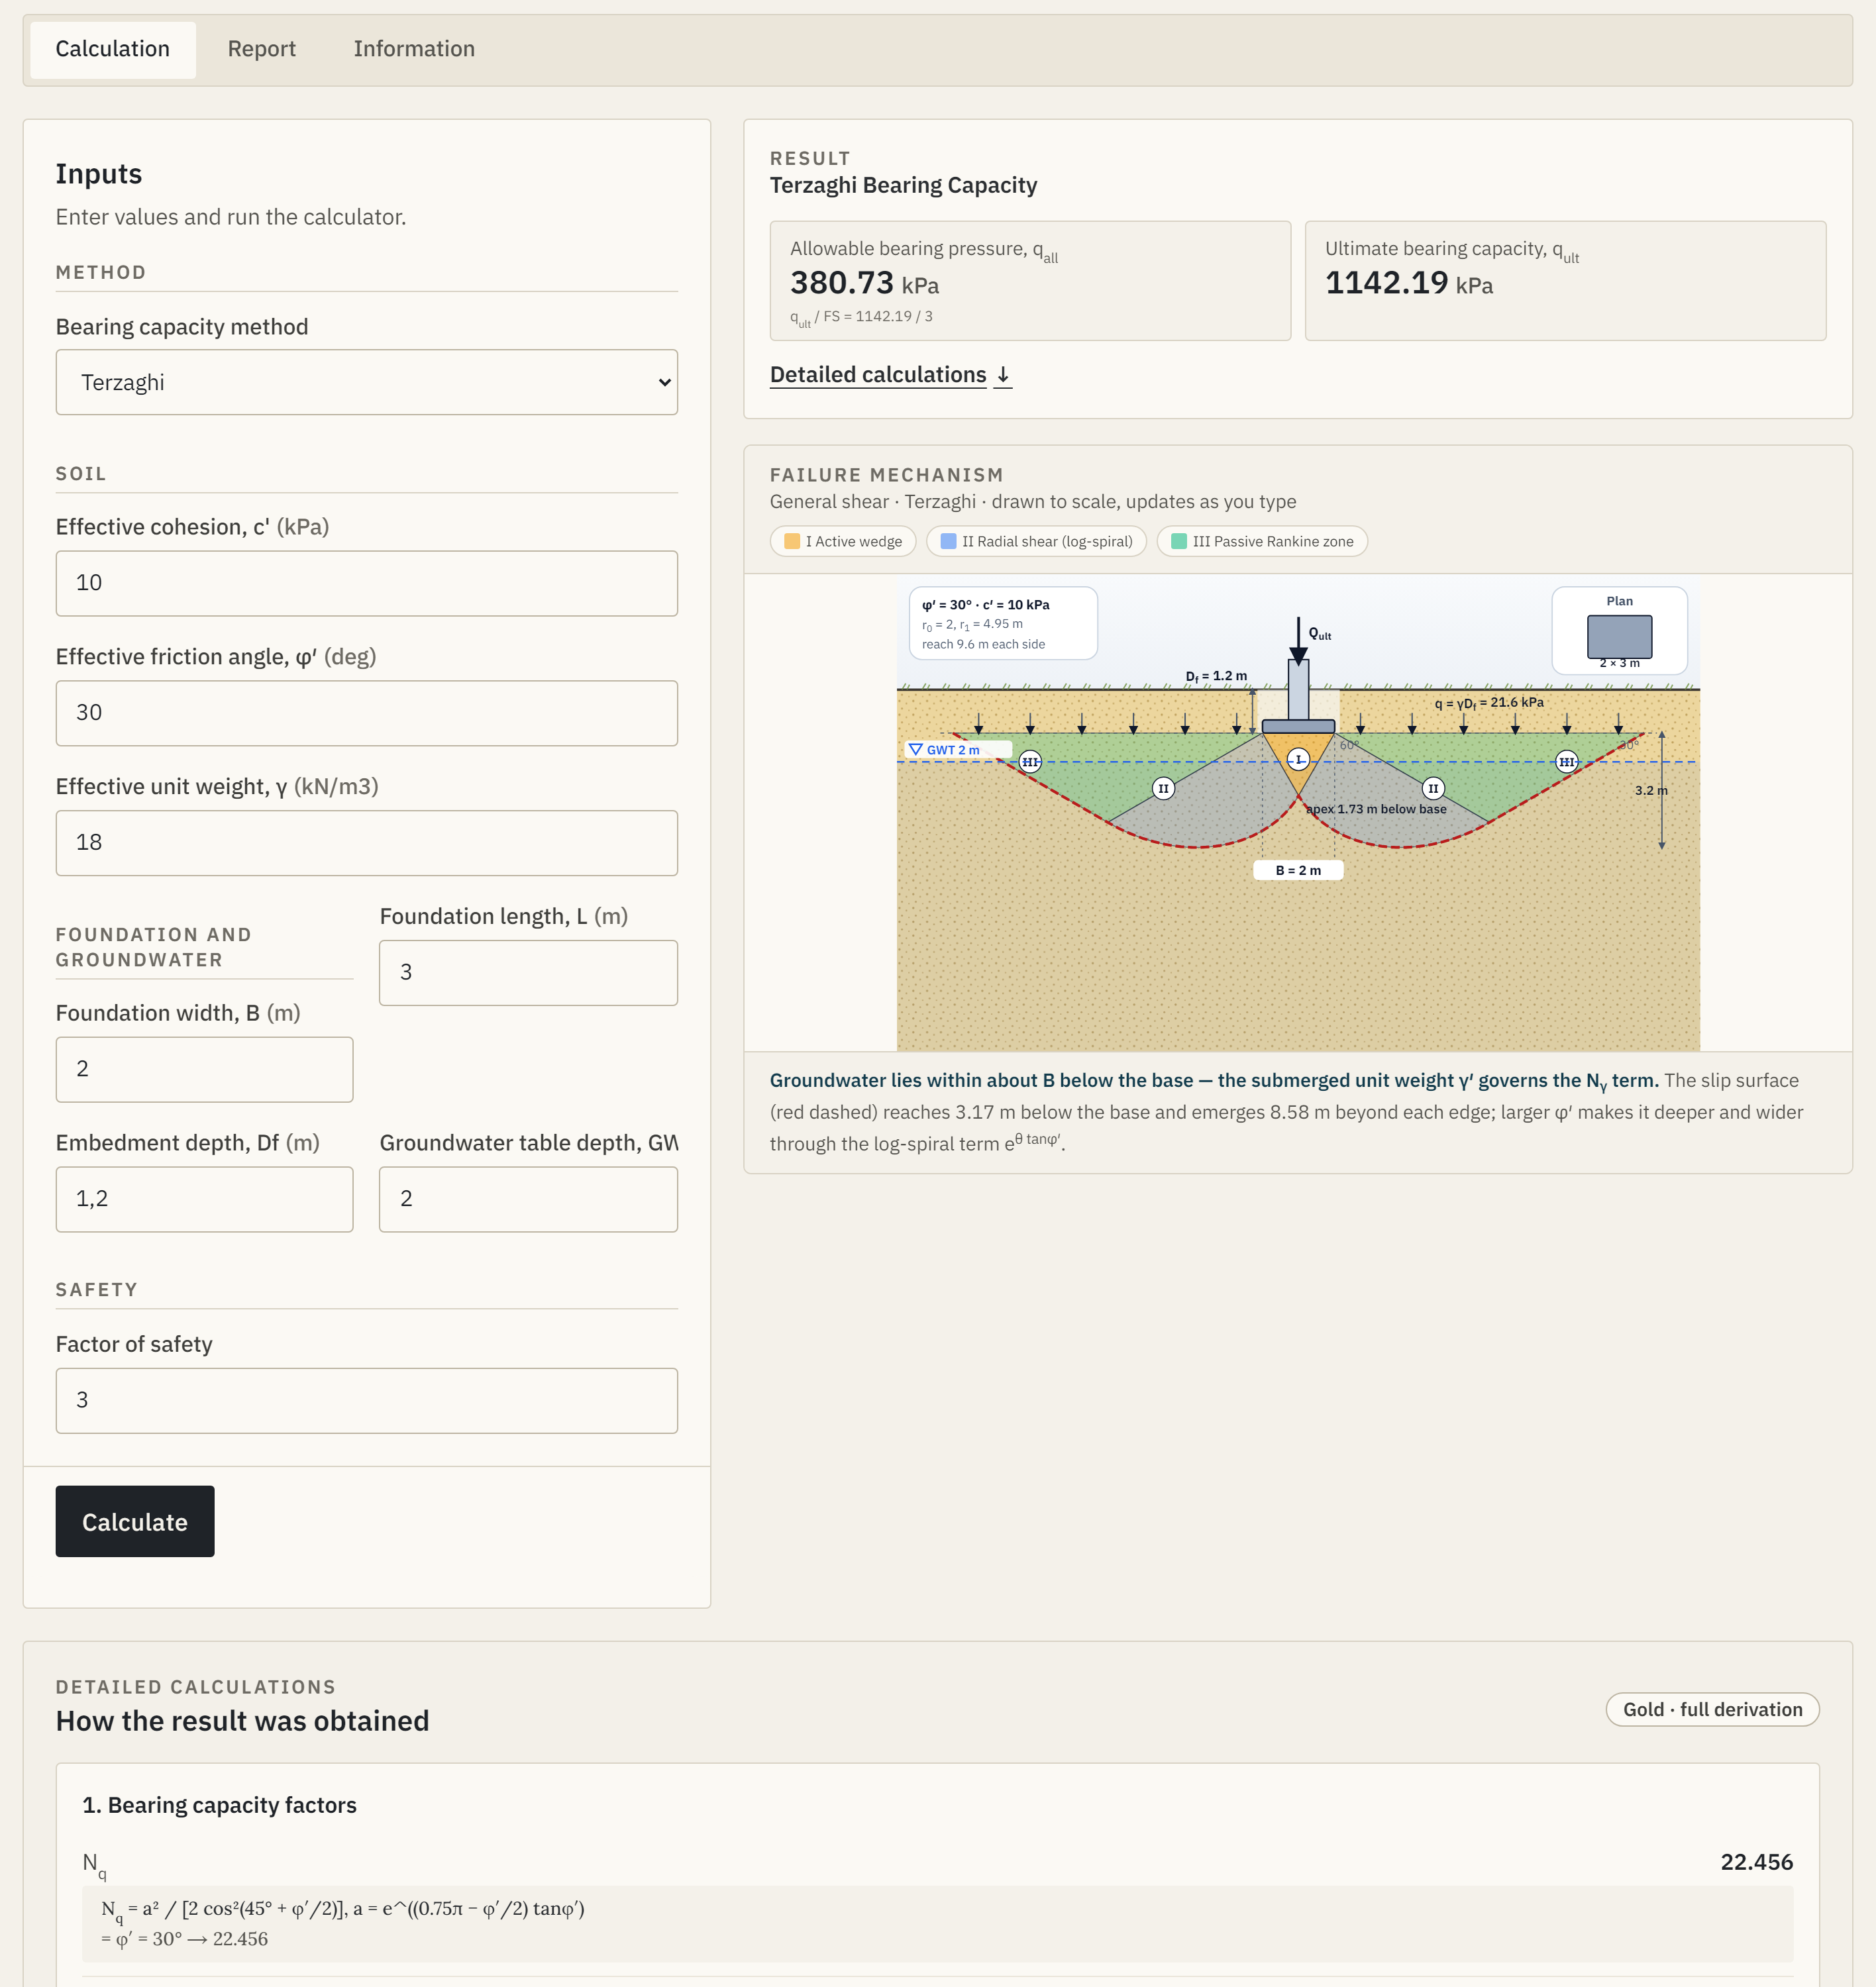 Calculation Report Information
Inputs
Enter values and run the calculator.
METHOD
Bearing capacity method
Terzaghi
SOIL
Effective cohesion, c' (kPa)
10
Effective friction angle, φ′ (deg)
30
Effective unit weight, γ (kN/m3)
18
FOUNDATION AND
GROUNDWATER
Foundation width, B (m)
2
Foundation length, L (m)
3
Embedment depth, Df (m)
1,2
Groundwater table depth, GW
2
SAFETY
Factor of safety
3
Calculate
RESULT
Terzaghi Bearing Capacity
Allowable bearing pressure, qall
380.73 kPa
qult / FS = 1142.19 / 3
Ultimate bearing capacity, qult
1142.19 kPa
Detailed calculations ↓
FAILURE MECHANISM
General shear · Terzaghi · drawn to scale, updates as you type
I Active wedge
II Radial shear (log-spiral)
III Passive Rankine zone
φ′ = 30° · c′ = 10 kPa
r0 = 2, r1 = 4.95 m
reach 9.6 m each side
Qult
Plan
2 × 3 m
Df = 1.2 m
q = γDf = 21.6 kPa
GWT 2 m
60°
30°
III
I
III
II
II
3.2 m
apex 1.73 m below base
B = 2 m
Groundwater lies within about B below the base — the submerged unit weight γ′ governs the Nγ term. The slip surface
(red dashed) reaches 3.17 m below the base and emerges 8.58 m beyond each edge; larger φ′ makes it deeper and wider
through the log-spiral term eθ tanφ′.
DETAILED CALCULATIONS
How the result was obtained
Gold · full derivation
1. Bearing capacity factors
Nq 22.456
Nq = a² / [2 cos²(45° + φ′/2)], a = e^((0.75π − φ′/2) tanφ′)
= φ′ = 30° → 22.456